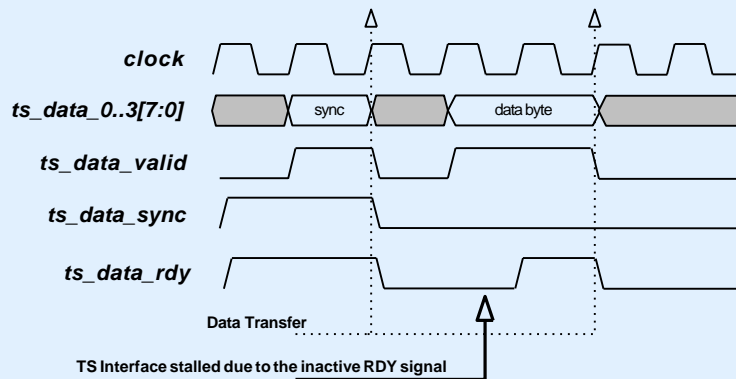 clock
ts_data_0..3[7:0]
sync
data byte
ts_data_valid
ts_data_sync
ts_data_rdy
Data Transfer
TS Interface stalled due to the inactive RDY signal